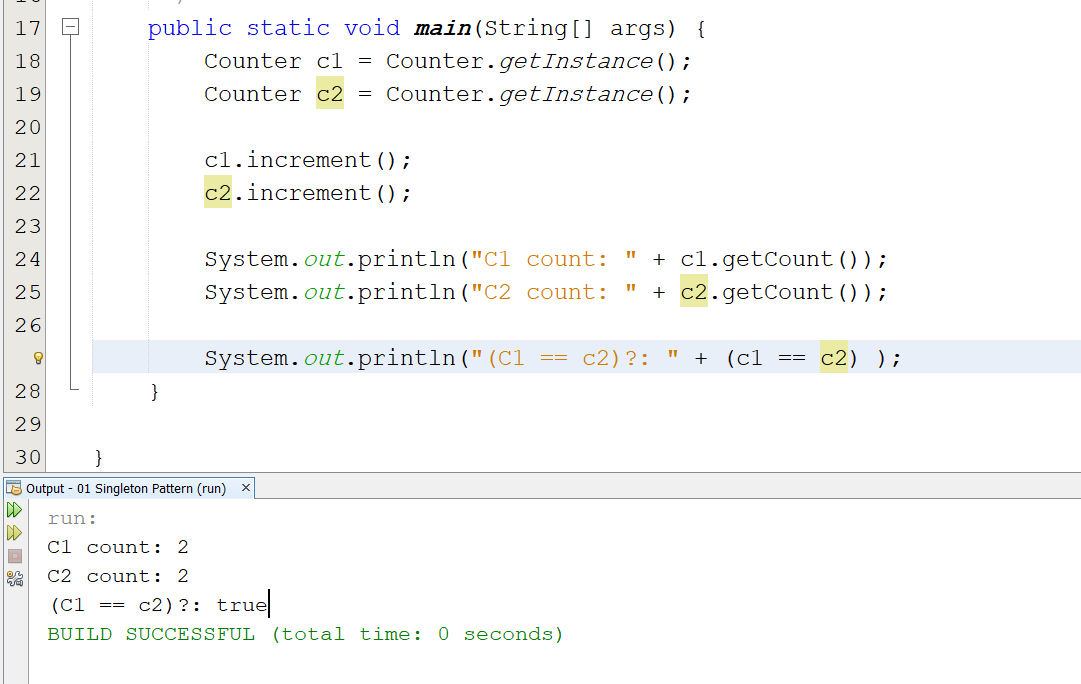 17 public static void main(String[] args) {
18 Counter c1 = Counter.getInstance();
19 Counter c2 = Counter.getInstance();
20
21 c1.increment();
22 c2.increment();
23
24 System.out.println("C1 count: " + c1.getCount());
25 System.out.println("C2 count: " + c2.getCount());
26
System.out.println("(C1 == c2)?: " + (c1 == c2) );
28 }
29
30 }
Output - 01 Singleton Pattern (run) ×
run:
C1 count: 2
C2 count: 2
(C1 == c2)?: true
BUILD SUCCESSFUL (total time: 0 seconds)